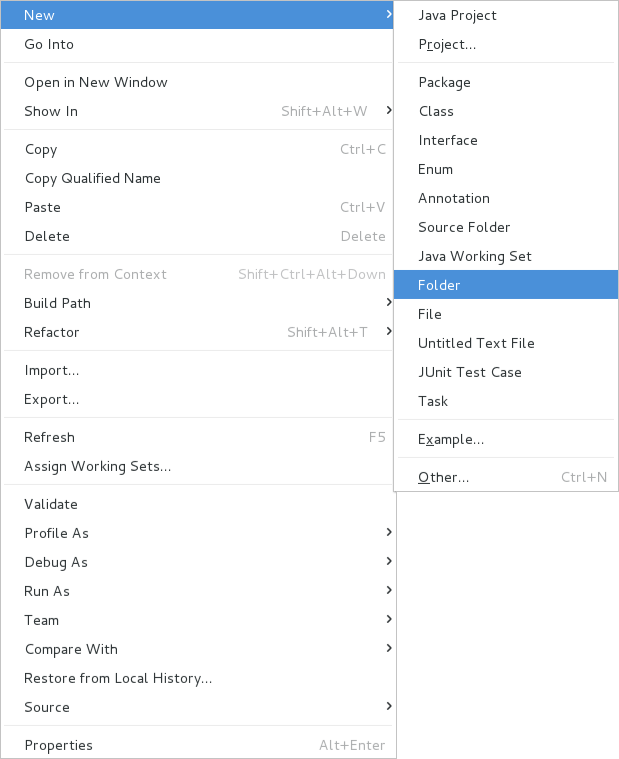 New
Go Into
Open in New Window
Show In Shift+Alt+W
Copy Ctrl+C
Copy Qualified Name
Paste Ctrl+V
Delete Delete
Remove from Context Shift+Ctrl+Alt+Down
Build Path
Refactor Shift+Alt+T
Import...
Export...
Refresh F5
Assign Working Sets...
Validate
Profile As
Debug As
Run As
Team
Compare With
Restore from Local History...
Source
Properties Alt+Enter
Java Project
Project...
Package
Class
Interface
Enum
Annotation
Source Folder
Java Working Set
Folder
File
Untitled Text File
JUnit Test Case
Task
Example...
Other... Ctrl+N